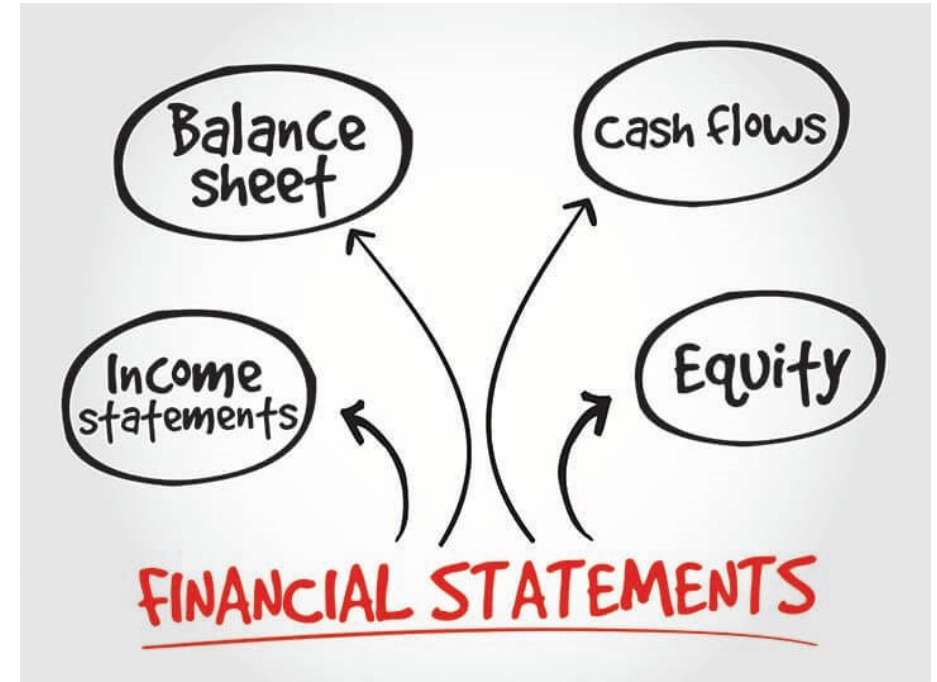 Balance
sheet
Cash flows
Income
statements
Equity
FINANCIAL STATEMENTS